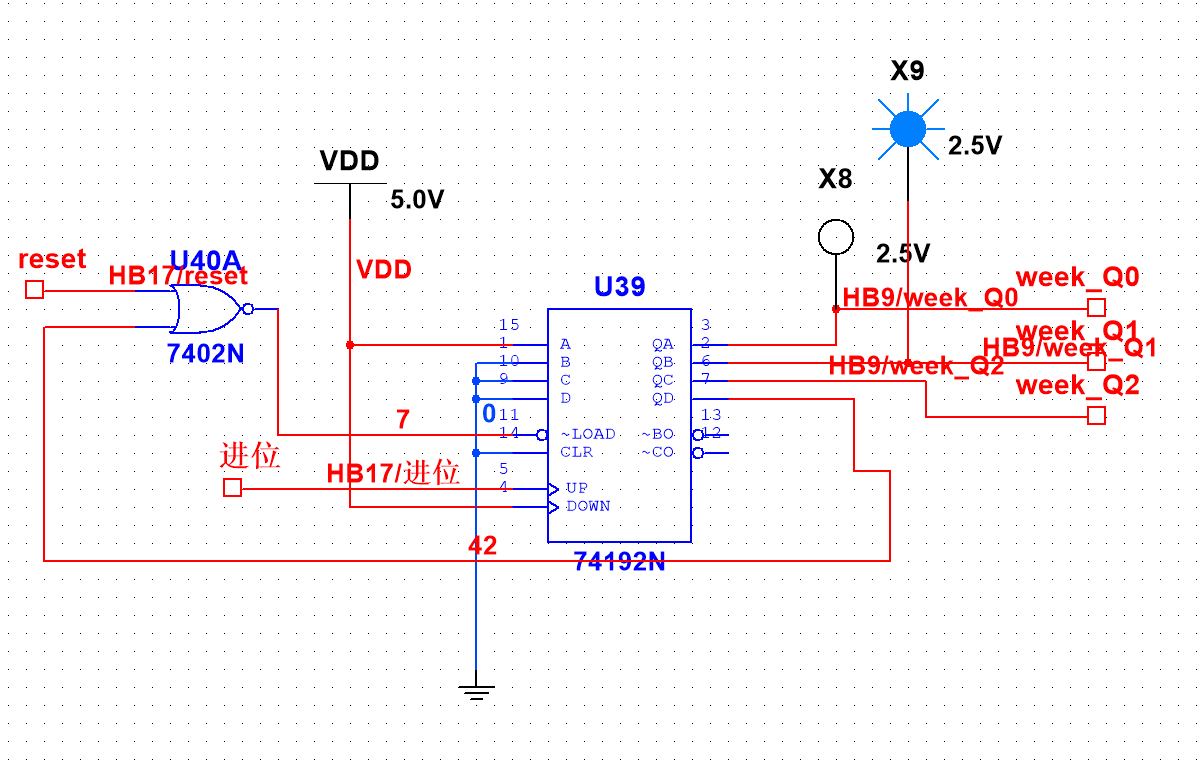 X9
2.5V
VDD
5.0V
X8
2.5V
reset
HB17/reset
U40A
7402N
VDD
U39
week_Q0
HB9/week_Q0
week_Q1
HB9/week_Q1
HB9/week_Q2
week_Q2
15
1
10
9
11
14
5
4
A
B
C
D
~LOAD
CLR
UP
DOWN
QA
QB
QC
QD
~BO
~CO
3
2
6
7
13
12
0
7
进位
HB17/进位
42
74192N